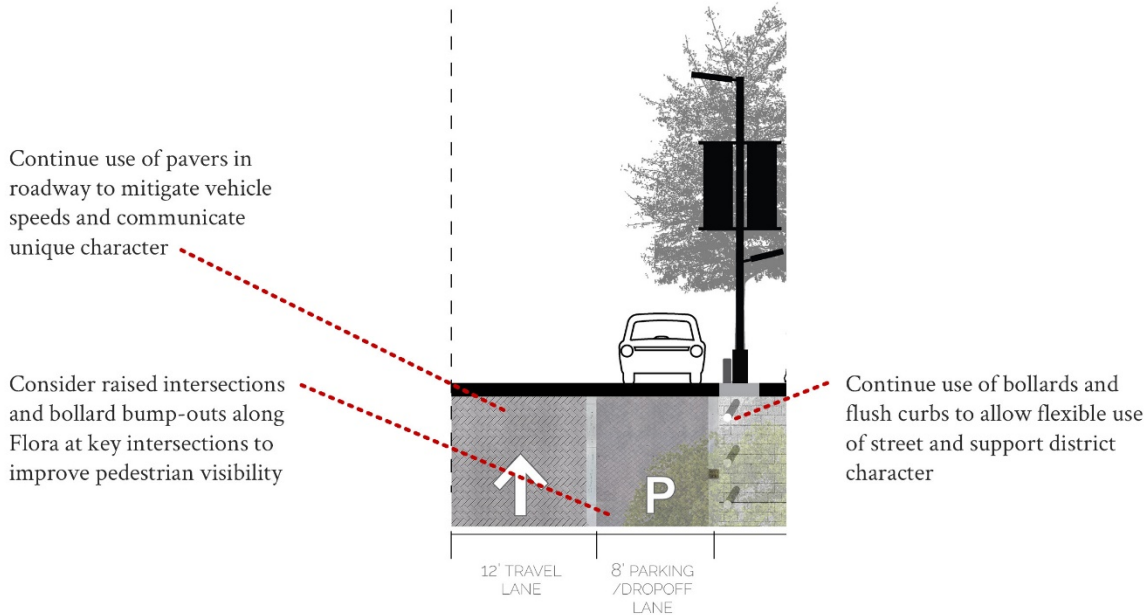 Continue use of pavers in
roadway to mitigate vehicle
speeds and communicate
unique character
Consider raised intersections
and bollard bump-outs along
Flora at key intersections to
improve pedestrian visibility
Continue use of bollards and
flush curbs to allow flexible use
of street and support district
character
P
12' TRAVEL
LANE
8' PARKING
/DROPOFF
LANE